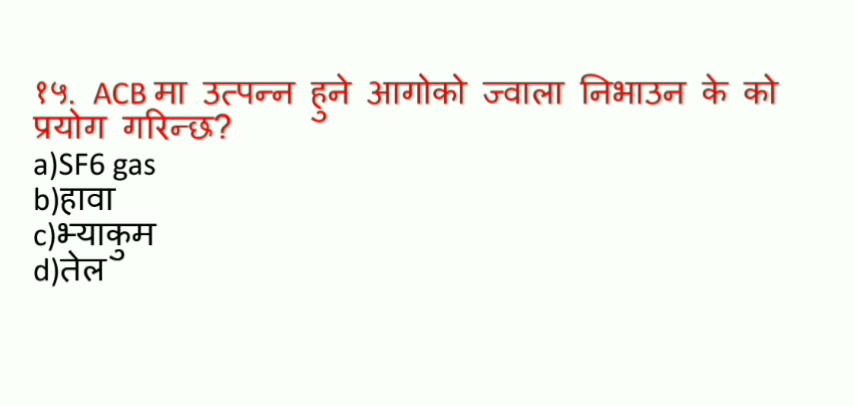 १५. ACB मा उत्पन्न हुने आगोको ज्वाला निभाउन के को
प्रयोग गरिन्छ?
a)SF6 gas
b)हावा
c)भ्याकुम
d)तेल